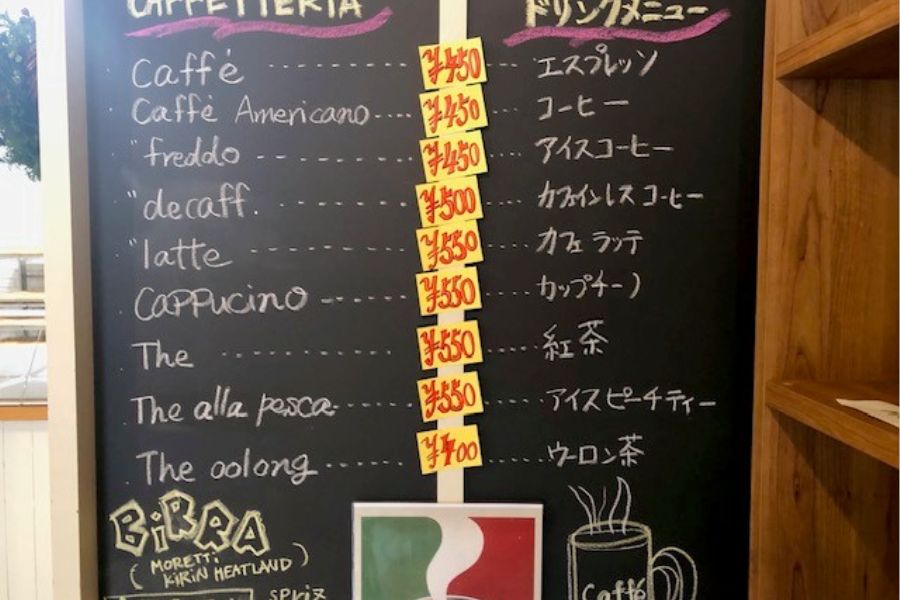 CAFFETTERIA ドリンクメニュー
Caffè ¥450 エスプレッソ
Caffè Americano ¥450 コーヒー
"freddo ¥450 アイスコーヒー
"decaff. ¥500 カフェインレスコーヒー
"latte ¥550 カフェラッテ
Cappucino ¥550 カップチーノ
The ¥550 紅茶
The alla pesca ¥550 アイスピーチティー
The oolong ¥400 ウーロン茶
BiRRA
(MORETTi
KiRiN HEATLAND)
spriz
Caffé